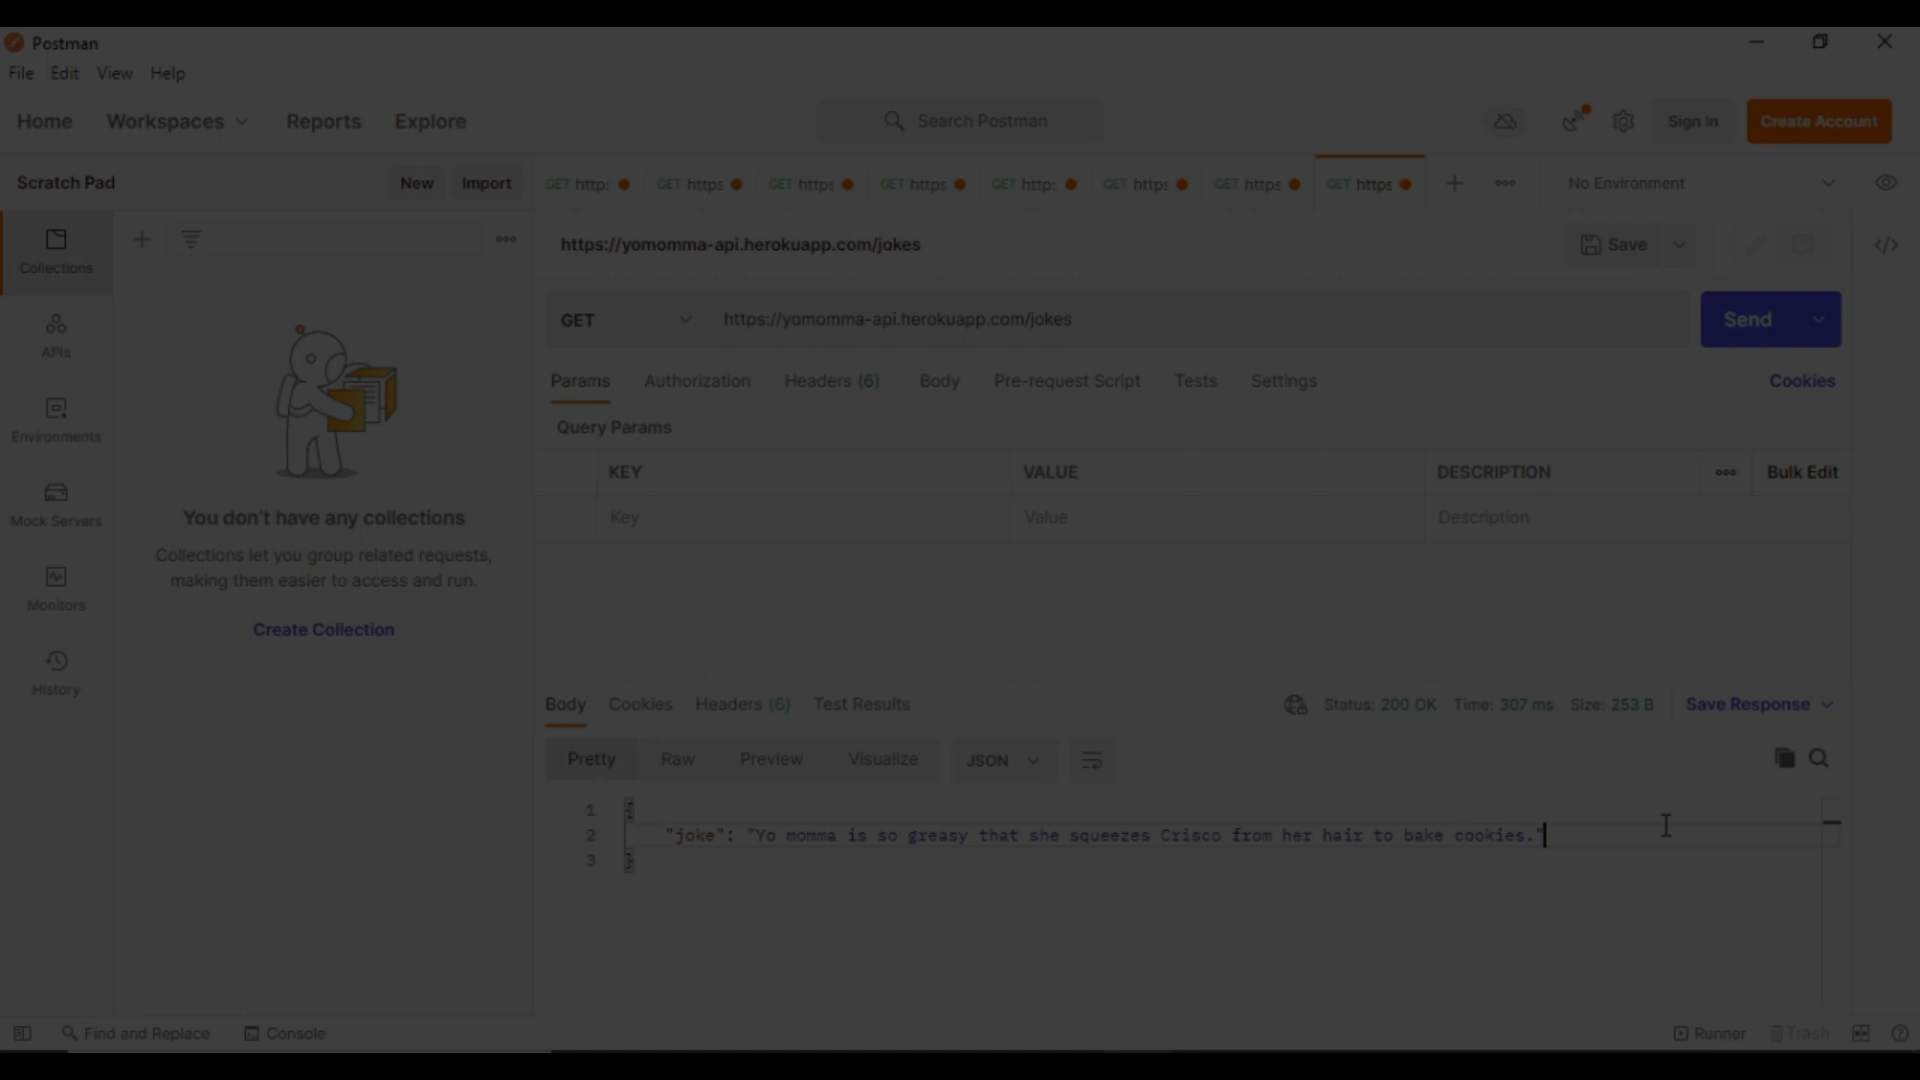 Postman
File Edit View Help
Home Workspaces Reports Explore Search Postman Sign In Create Account
Scratch Pad New Import GET http: GET https GET https GET https GET http: GET https GET https GET https No Environment
https://yomomma-api.herokuapp.com/jokes Save
Collections
GET https://yomomma-api.herokuapp.com/jokes Send
APIs
Params Authorization Headers (6) Body Pre-request Script Tests Settings Cookies
Query Params
Environments
KEY VALUE DESCRIPTION Bulk Edit
Key Value Description
Mock Servers
You don't have any collections
Collections let you group related requests,
making them easier to access and run.
Monitors
Create Collection
History
Body Cookies Headers (6) Test Results Status: 200 OK Time: 307 ms Size: 253 B Save Response
Pretty Raw Preview Visualize JSON
1 {
2 "joke": "Yo momma is so greasy that she squeezes Crisco from her hair to bake cookies."
3 }
Find and Replace Console Runner Trash